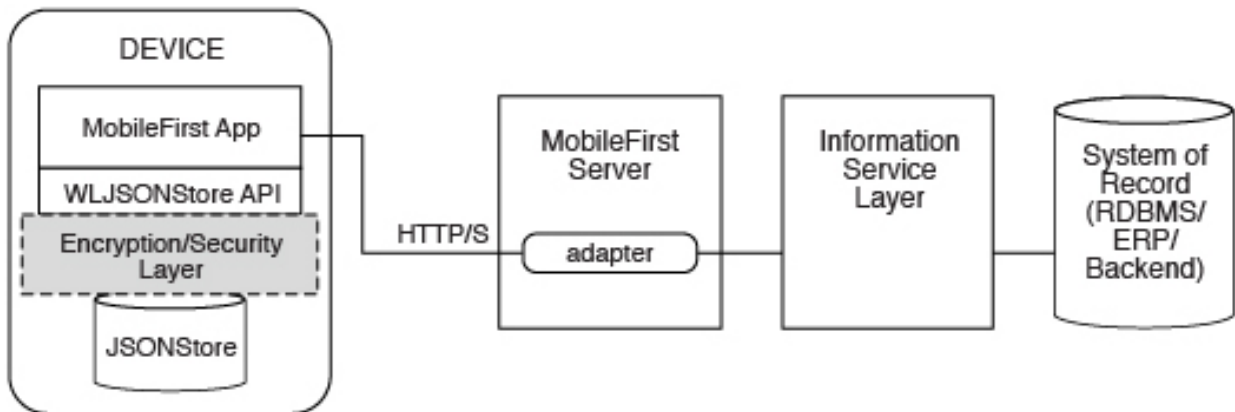 DEVICE
MobileFirst App
WLJSONStore API
Encryption/Security
Layer
JSONStore
HTTP/S
MobileFirst
Server
adapter
Information
Service
Layer
System of
Record
(RDBMS/
ERP/
Backend)